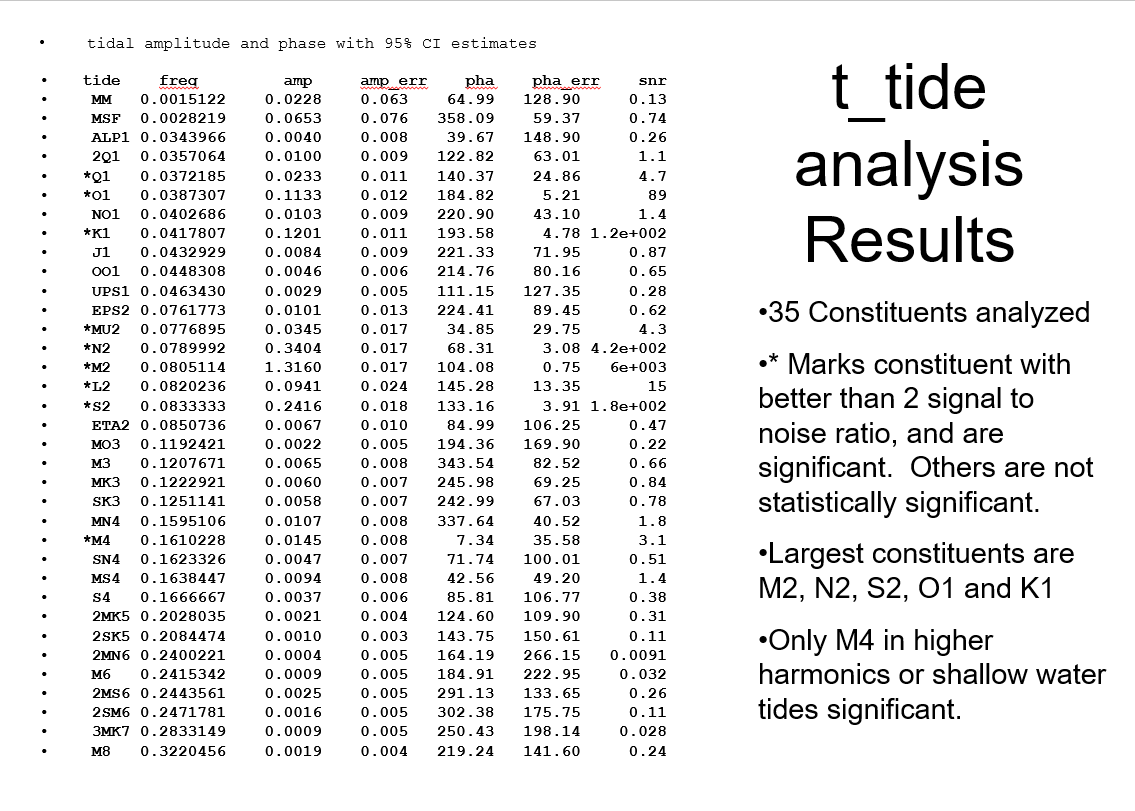 • tidal amplitude and phase with 95% CI estimates
• tide freq amp amp_err pha pha_err snr
• MM 0.0015122 0.0228 0.063 64.99 128.90 0.13
• MSF 0.0028219 0.0653 0.076 358.09 59.37 0.74
• ALP1 0.0343966 0.0040 0.008 39.67 148.90 0.26
• 2Q1 0.0357064 0.0100 0.009 122.82 63.01 1.1
• *Q1 0.0372185 0.0233 0.011 140.37 24.86 4.7
• *O1 0.0387307 0.1133 0.012 184.82 5.21 89
• NO1 0.0402686 0.0103 0.009 220.90 43.10 1.4
• *K1 0.0417807 0.1201 0.011 193.58 4.78 1.2e+002
• J1 0.0432929 0.0084 0.009 221.33 71.95 0.87
• OO1 0.0448308 0.0046 0.006 214.76 80.16 0.65
• UPS1 0.0463430 0.0029 0.005 111.15 127.35 0.28
• EPS2 0.0761773 0.0101 0.013 224.41 89.45 0.62
• *MU2 0.0776895 0.0345 0.017 34.85 29.75 4.3
• *N2 0.0789992 0.3404 0.017 68.31 3.08 4.2e+002
• *M2 0.0805114 1.3160 0.017 104.08 0.75 6e+003
• *L2 0.0820236 0.0941 0.024 145.28 13.35 15
• *S2 0.0833333 0.2416 0.018 133.16 3.91 1.8e+002
• ETA2 0.0850736 0.0067 0.010 84.99 106.25 0.47
• MO3 0.1192421 0.0022 0.005 194.36 169.90 0.22
• M3 0.1207671 0.0065 0.008 343.54 82.52 0.66
• MK3 0.1222921 0.0060 0.007 245.98 69.25 0.84
• SK3 0.1251141 0.0058 0.007 242.99 67.03 0.78
• MN4 0.1595106 0.0107 0.008 337.64 40.52 1.8
• *M4 0.1610228 0.0145 0.008 7.34 35.58 3.1
• SN4 0.1623326 0.0047 0.007 71.74 100.01 0.51
• MS4 0.1638447 0.0094 0.008 42.56 49.20 1.4
• S4 0.1666667 0.0037 0.006 85.81 106.77 0.38
• 2MK5 0.2028035 0.0021 0.004 124.60 109.90 0.31
• 2SK5 0.2084474 0.0010 0.003 143.75 150.61 0.11
• 2MN6 0.2400221 0.0004 0.005 164.19 266.15 0.0091
• M6 0.2415342 0.0009 0.005 184.91 222.95 0.032
• 2MS6 0.2443561 0.0025 0.005 291.13 133.65 0.26
• 2SM6 0.2471781 0.0016 0.005 302.38 175.75 0.11
• 3MK7 0.2833149 0.0009 0.005 250.43 198.14 0.028
• M8 0.3220456 0.0019 0.004 219.24 141.60 0.24
t_tide
analysis
Results
•35 Constituents analyzed
•* Marks constituent with
better than 2 signal to
noise ratio, and are
significant.  Others are not
statistically significant.
•Largest constituents are
M2, N2, S2, O1 and K1
•Only M4 in higher
harmonics or shallow water
tides significant.